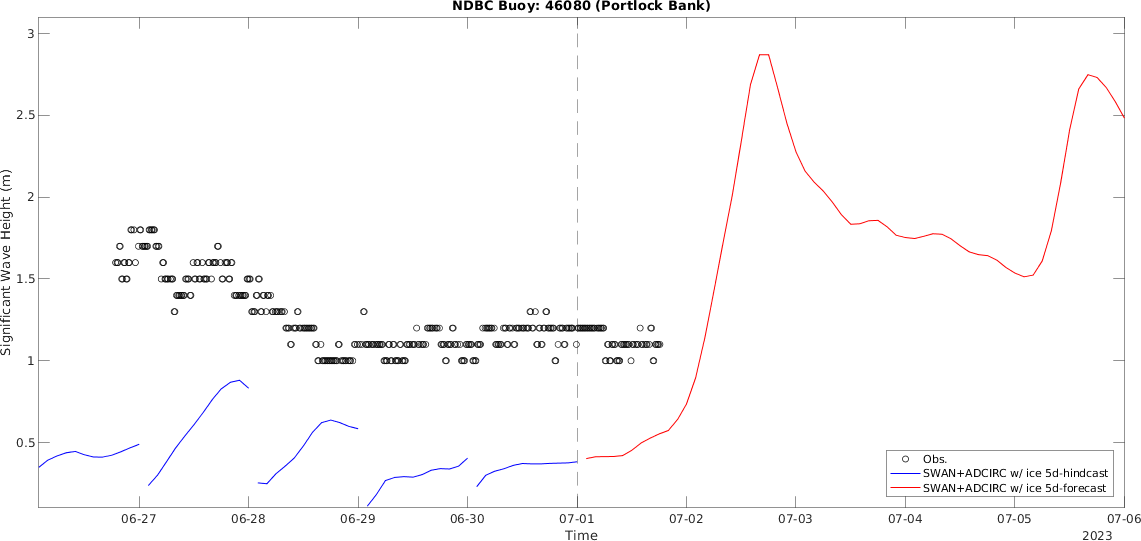 NDBC Buoy: 46080 (Portlock Bank)
3
2.5
2
1.5
1
0.5
Significant Wave Height (m)
Obs.
SWAN+ADCIRC w/ ice 5d-hindcast
SWAN+ADCIRC w/ ice 5d-forecast
06-27 06-28 06-29 06-30 07-01 07-02 07-03 07-04 07-05 07-06
Time
2023